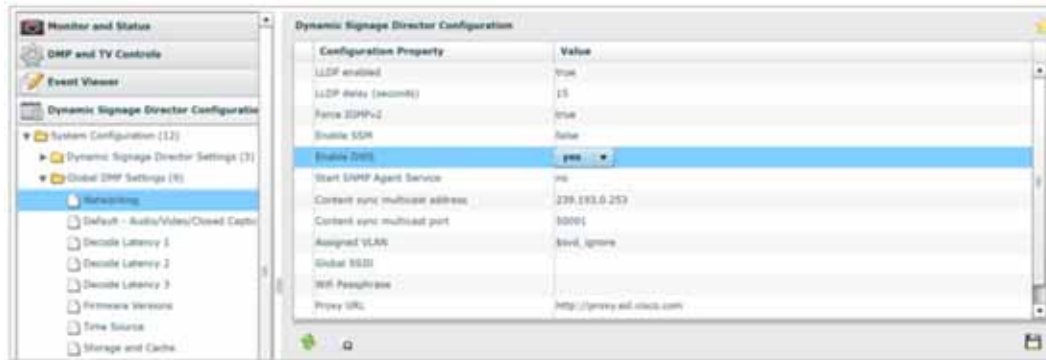 Monitor and Status
DMP and TV Controls
Event Viewer
Dynamic Signage Director Configuratio
System Configuration (12)
Dynamic Signage Director Settings (3)
Global DMP Settings (9)
Networking
Default - Audio/Video/Closed Captio
Decode Latency 1
Decode Latency 2
Decode Latency 3
Firmware Versions
Time Source
Storage and Cache
Dynamic Signage Director Configuration
Configuration Property Value
LLDP enabled true
LLDP delay (seconds) 15
Force IGMPv2 true
Enable SSM false
Enable yes
Start SNMP Agent Service no
Content sync multicast address 239.193.0.253
Content sync multicast port 50091
Assigned VLAN $svd_ignore
Global SSID
Wifi Passphrase
Proxy URL